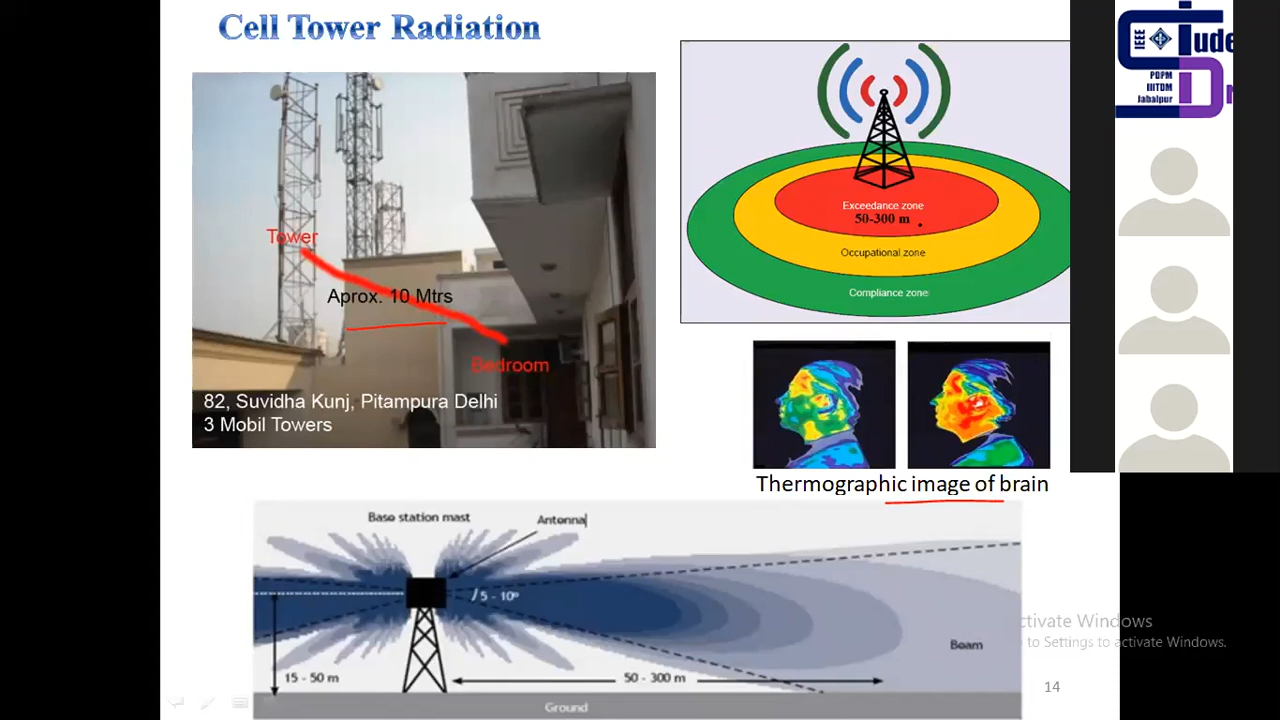 Cell Tower Radiation
Tower
Aprox. 10 Mtrs
Bedroom
82, Suvidha Kunj, Pitampura Delhi
3 Mobil Towers
Exceedance zone
50-300 m
Occupational zone
Compliance zone
Thermographic image of brain
Base station mast
Antenna
5 - 10º
15 - 50 m
50 - 300 m
Beam
Ground
14
IEEE
PDPM
IIITDM
Jabalpur
ctivate Windows
to Settings to activate Windows.